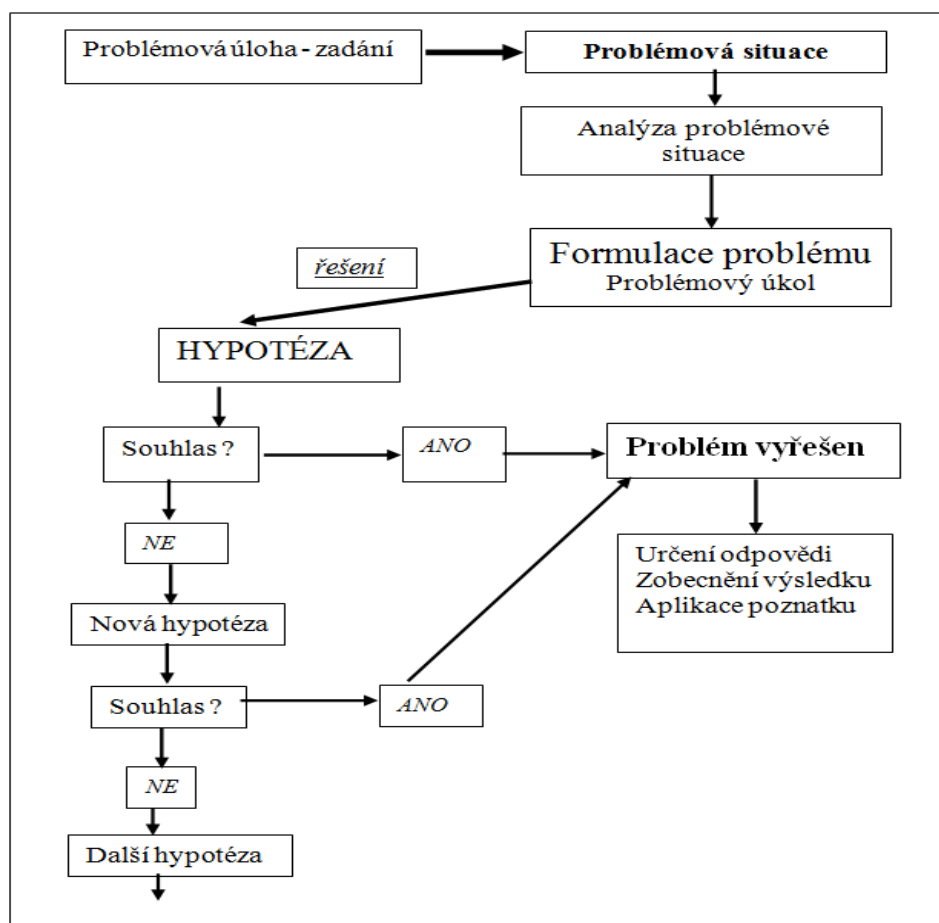 Problémová úloha - zadání
Problémová situace
Analýza problémové
situace
Formulace problému
Problémový úkol
řešení
HYPOTÉZA
Souhlas ?
ANO
Problém vyřešen
NE
Určení odpovědi
Zobecnění výsledku
Aplikace poznatku
Nová hypotéza
Souhlas ?
ANO
NE
Další hypotéza